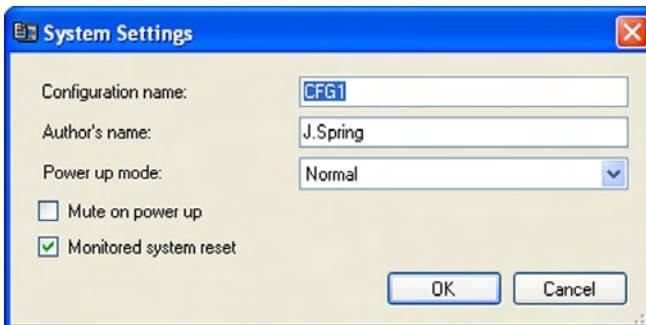 System Settings
Configuration name: CFG1
Author's name: J.Spring
Power up mode: Normal
Mute on power up
Monitored system reset
OK Cancel